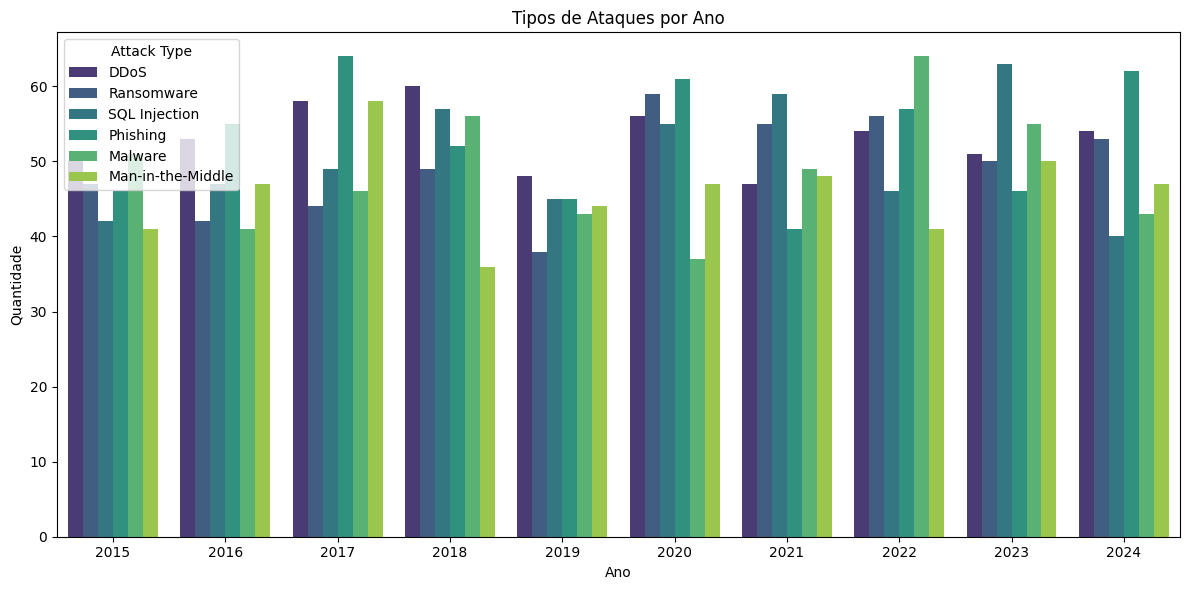 Tipos de Ataques por Ano
Attack Type
DDoS
Ransomware
SQL Injection
Phishing
Malware
Man-in-the-Middle
Quantidade
60
50
40
30
20
10
0
2015 2016 2017 2018 2019 2020 2021 2022 2023 2024
Ano